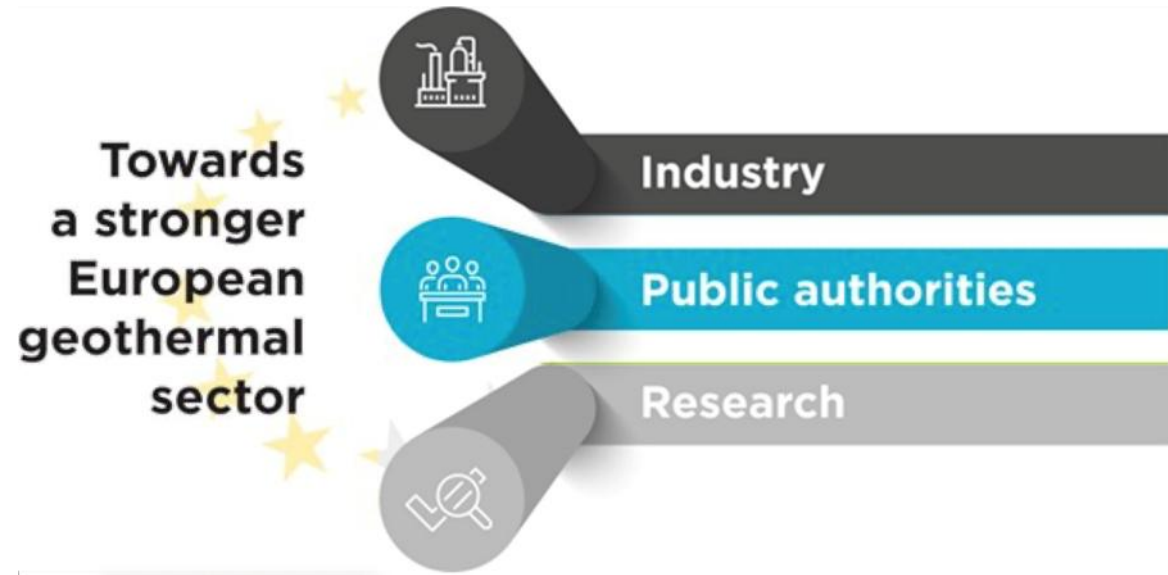 Towards
a stronger
European
geothermal
sector
Industry
Public authorities
Research